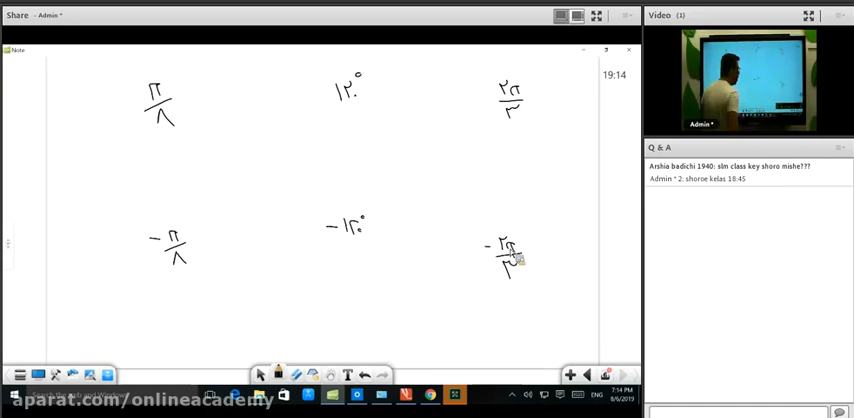 Share - Admin *
Video (1)
Note
19:14
π/۸
۱۲۰°
۲π/۳
-π/۸
-۱۲۰°
-۲π/۳
Admin *
Q & A
Arshia badichi 1940: slm class key shoro mishe???
Admin * 2: shoroe kelas 18:45
T
ENG
7:14 PM
8/6/2019
aparat.com/onlineacademy